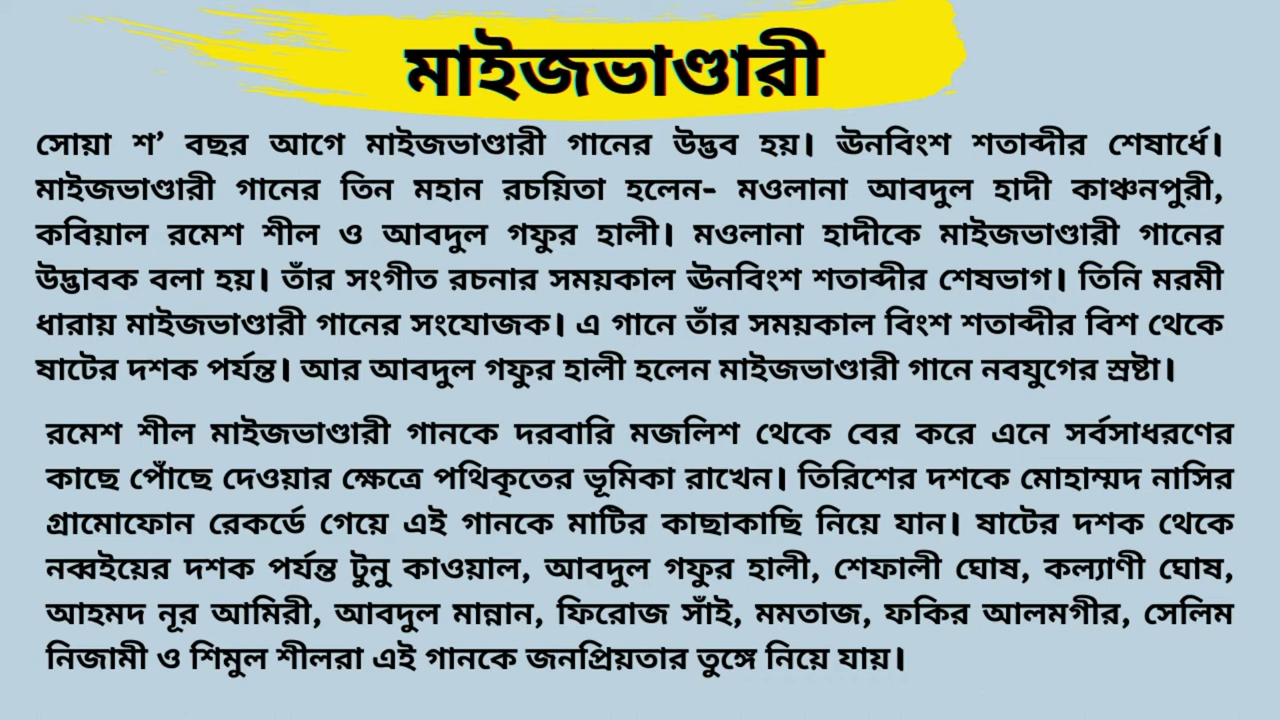 মাইজভাণ্ডারী
সোয়া শ’ বছর আগে মাইজভাণ্ডারী গানের উদ্ভব হয়। ঊনবিংশ শতাব্দীর শেষার্ধে।
মাইজভাণ্ডারী গানের তিন মহান রচয়িতা হলেন- মওলানা আবদুল হাদী কাঞ্চনপুরী,
কবিয়াল রমেশ শীল ও আবদুল গফুর হালী। মওলানা হাদীকে মাইজভাণ্ডারী গানের
উদ্ভাবক বলা হয়। তাঁর সংগীত রচনার সময়কাল ঊনবিংশ শতাব্দীর শেষভাগ। তিনি মরমী
ধারায় মাইজভাণ্ডারী গানের সংযোজক। এ গানে তাঁর সময়কাল বিংশ শতাব্দীর বিশ থেকে
ষাটের দশক পর্যন্ত। আর আবদুল গফুর হালী হলেন মাইজভাণ্ডারী গানে নবযুগের স্রষ্টা।
রমেশ শীল মাইজভাণ্ডারী গানকে দরবারি মজলিশ থেকে বের করে এনে সর্বসাধরণের
কাছে পোঁছে দেওয়ার ক্ষেত্রে পথিকৃতের ভূমিকা রাখেন। তিরিশের দশকে মোহাম্মদ নাসির
গ্রামোফোন রেকর্ডে গেয়ে এই গানকে মাটির কাছাকাছি নিয়ে যান। ষাটের দশক থেকে
নব্বইয়ের দশক পর্যন্ত টুনু কাওয়াল, আবদুল গফুর হালী, শেফালী ঘোষ, কল্যাণী ঘোষ,
আহমদ নূর আমিরী, আবদুল মান্নান, ফিরোজ সাঁই, মমতাজ, ফকির আলমগীর, সেলিম
নিজামী ও শিমুল শীলরা এই গানকে জনপ্রিয়তার তুঙ্গে নিয়ে যায়।